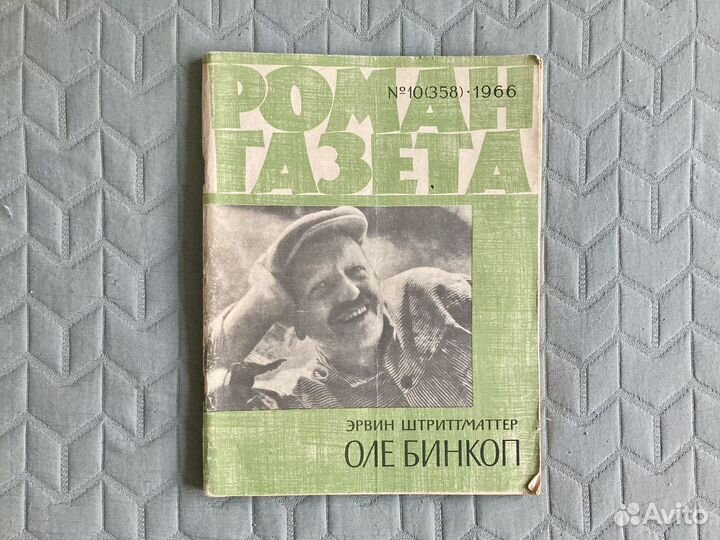 РОМАН
№10(358)·1966
ГАЗЕТА
ЭРВИН ШТРИТТМАТТЕР
ОЛЕ БИНКОП
Avito